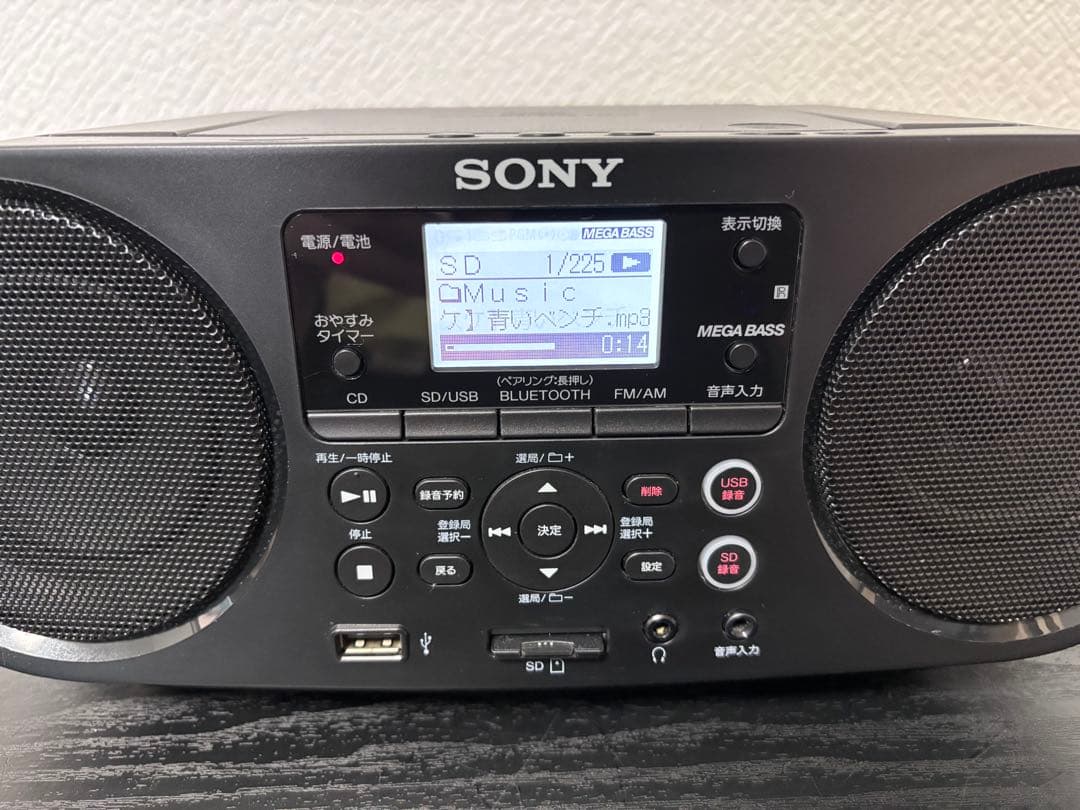 SONY
電源/電池
表示切換
MEGA BASS
SD 1/225
Music
ケ】青いベンチ.mp3
0:14
おやすみ
タイマー
MEGA BASS
(ペアリング:長押し)
CD SD/USB BLUETOOTH FM/AM 音声入力
再生/一時停止
選局/ +
録音予約
削除
USB
録音
登録局
選択-
決定
登録局
選択+
停止
戻る
設定
SD
録音
選局/ -
SD
音声入力